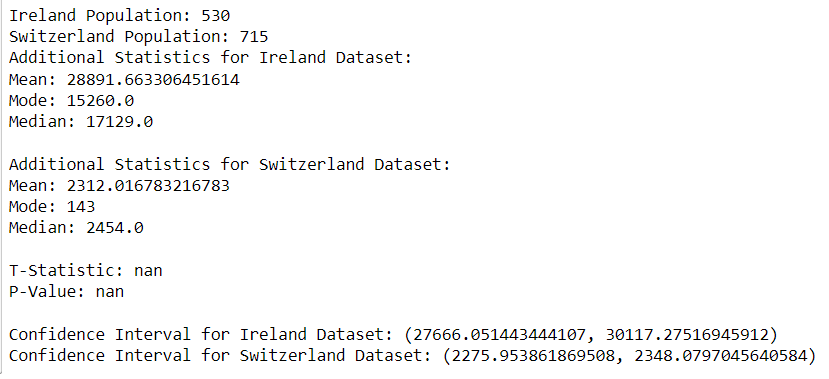 Ireland Population: 530
Switzerland Population: 715
Additional Statistics for Ireland Dataset:
Mean: 28891.663306451614
Mode: 15260.0
Median: 17129.0
Additional Statistics for Switzerland Dataset:
Mean: 2312.016783216783
Mode: 143
Median: 2454.0
T-Statistic: nan
P-Value: nan
Confidence Interval for Ireland Dataset: (27666.051443444107, 30117.27516945912)
Confidence Interval for Switzerland Dataset: (2275.953861869508, 2348.0797045640584)